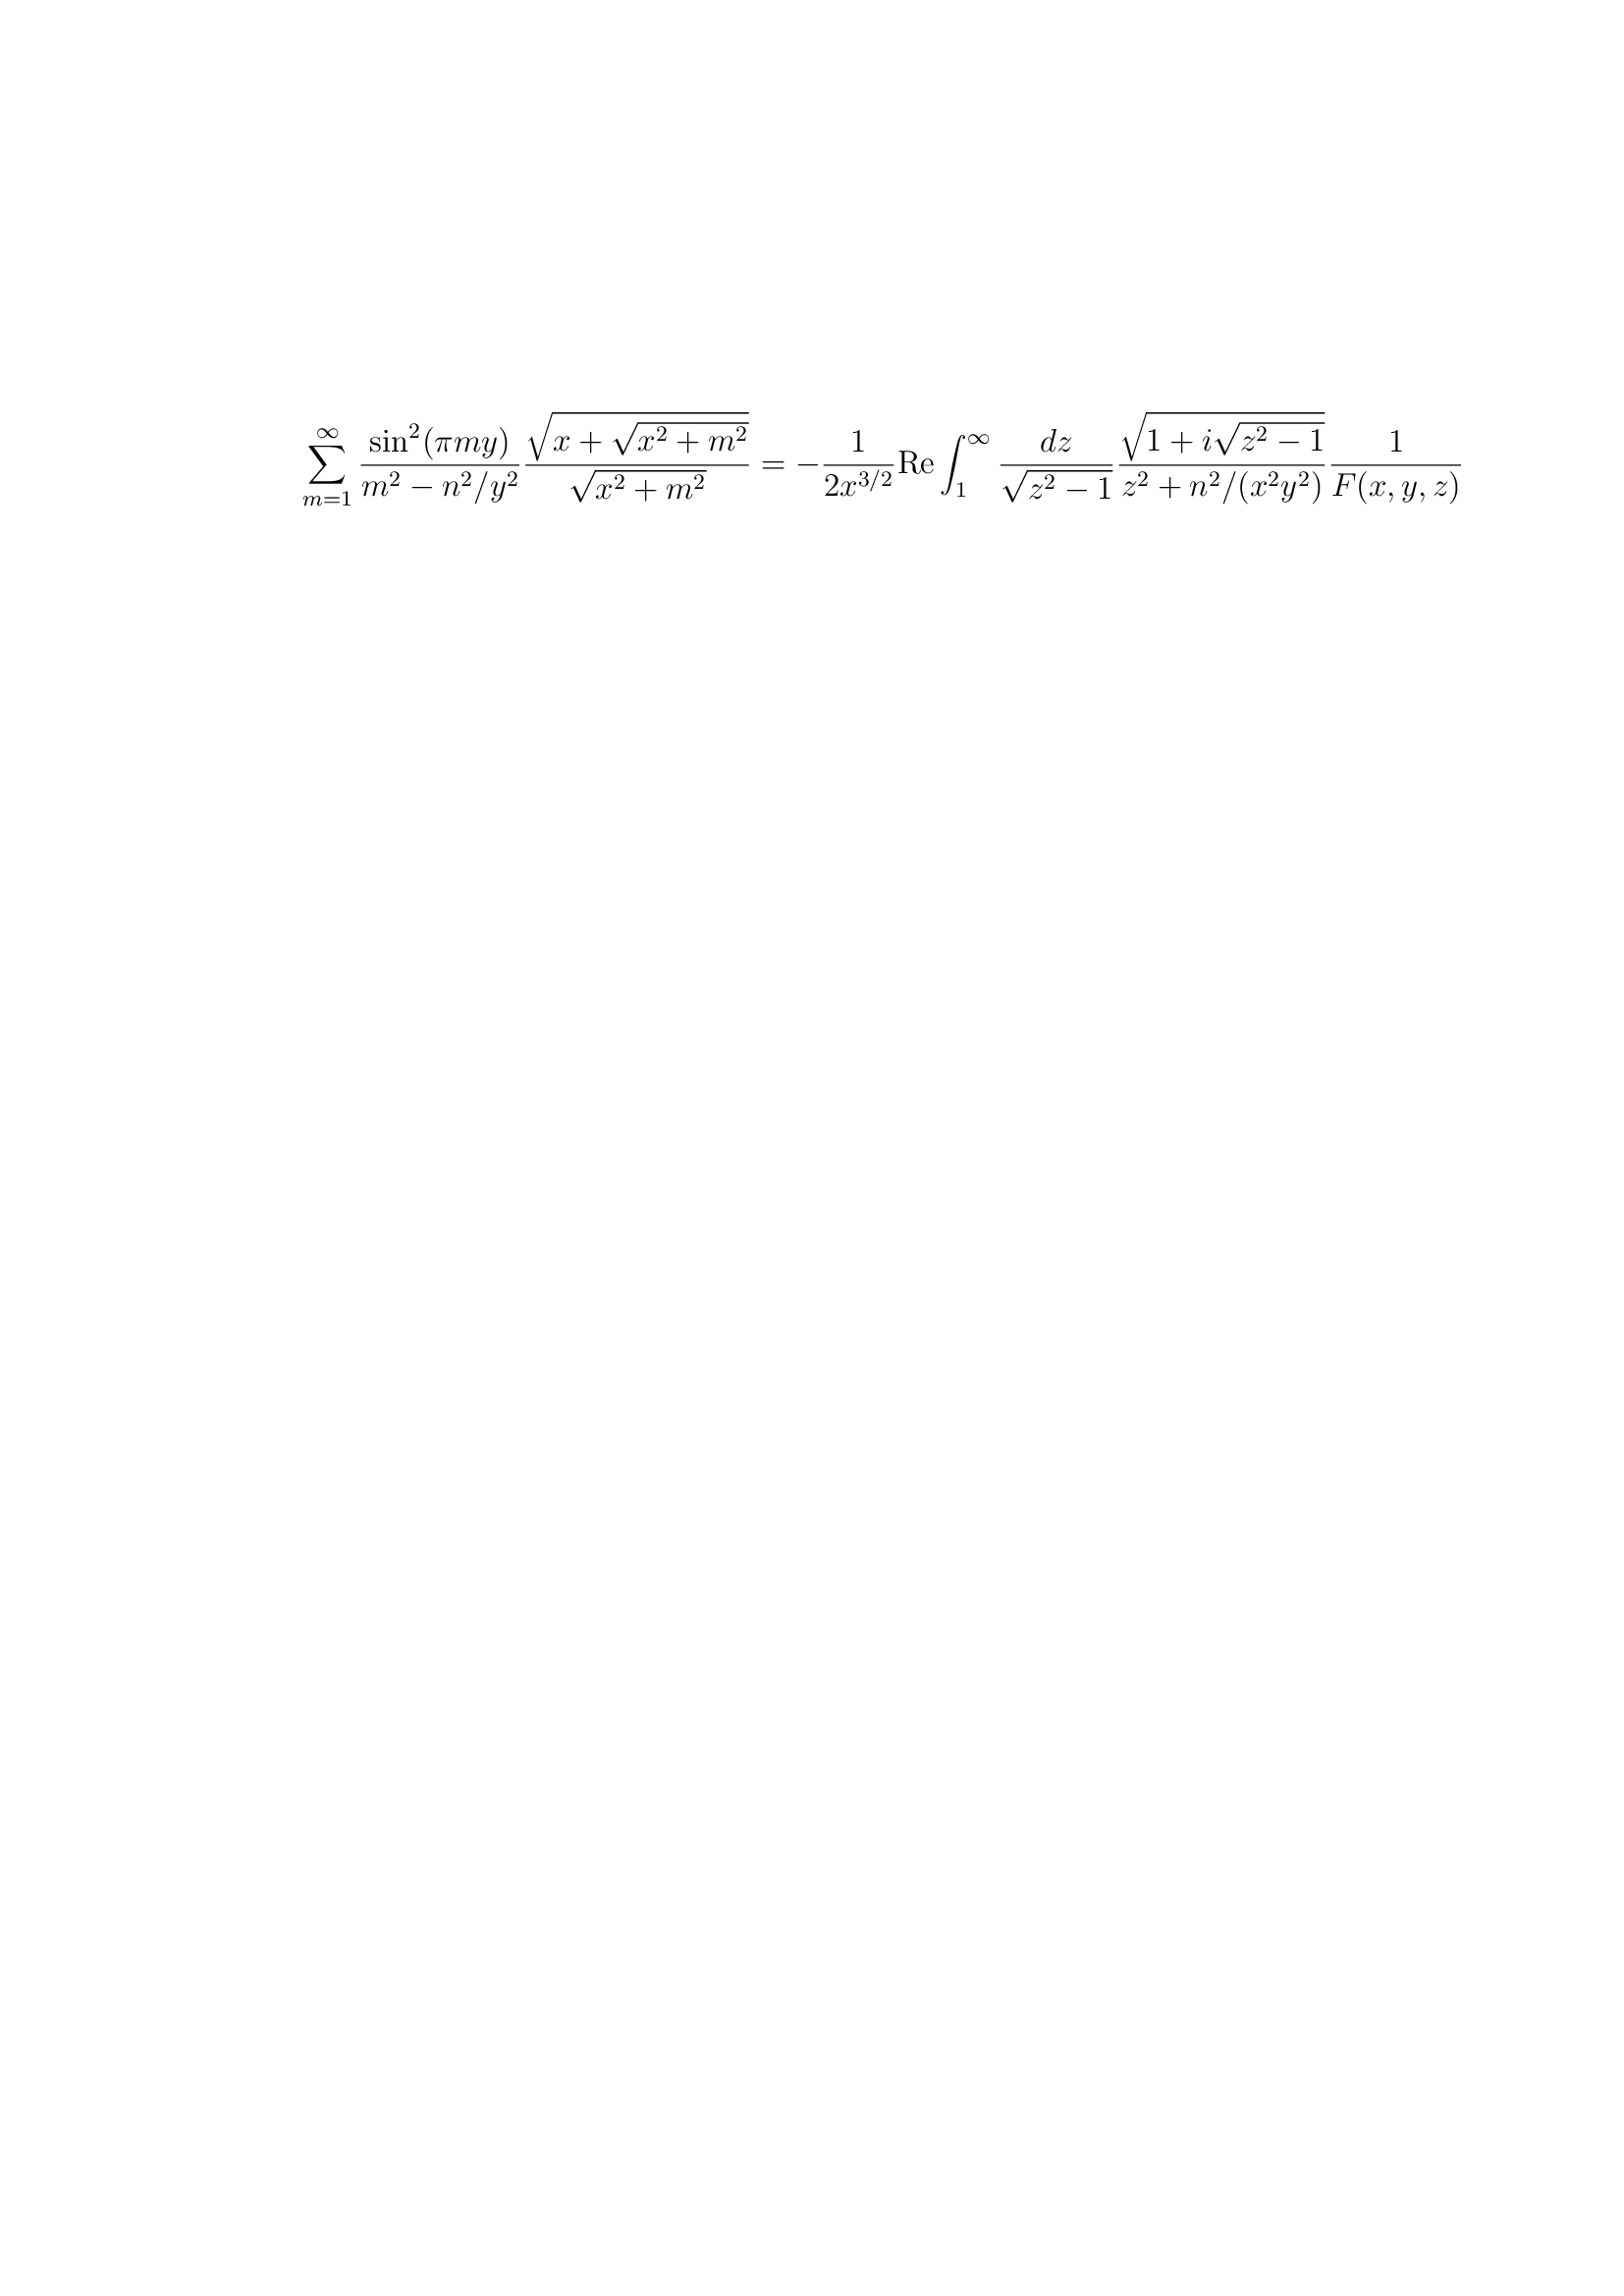 $$\sum_{m=1}^{\infty} \frac{\sin^2(\pi m y)}{m^2 - n^2/y^2} \frac{\sqrt{x + \sqrt{x^2 + m^2}}}{\sqrt{x^2 + m^2}} = -\frac{1}{2x^{3/2}} \mathrm{Re} \int_1^{\infty} \frac{dz}{\sqrt{z^2 - 1}} \frac{\sqrt{1 + i\sqrt{z^2 - 1}}}{z^2 + n^2/(x^2 y^2)} \frac{1}{F(x, y, z)}$$